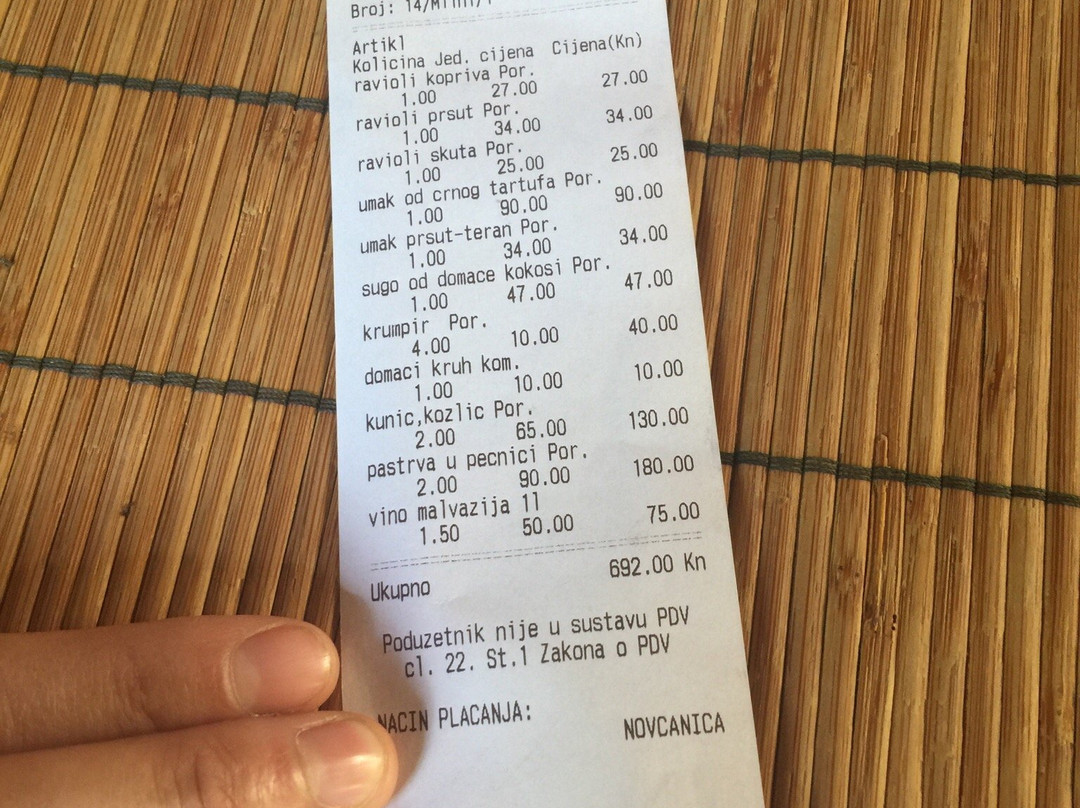 Broj:
Artikl
Kolicina Jed. cijena Cijena(Kn)
ravioli kopriva Por.
1.00 27.00 27.00
ravioli prsut Por.
1.00 34.00 34.00
ravioli skuta Por.
1.00 25.00 25.00
umak od crnog tartufa Por.
1.00 90.00 90.00
umak prsut-teran Por.
1.00 34.00 34.00
sugo od domace kokosi Por.
1.00 47.00 47.00
krumpir Por.
4.00 10.00 40.00
domaci kruh kom.
1.00 10.00 10.00
kunic,kozlic Por.
2.00 65.00 130.00
pastrva u pecnici Por.
2.00 90.00 180.00
vino malvazija 1l
1.50 50.00 75.00
Ukupno 692.00 Kn
Poduzetnik nije u sustavu PDV
cl. 22. St.1 Zakona o PDV
NACIN PLACANJA: NOVCANICA